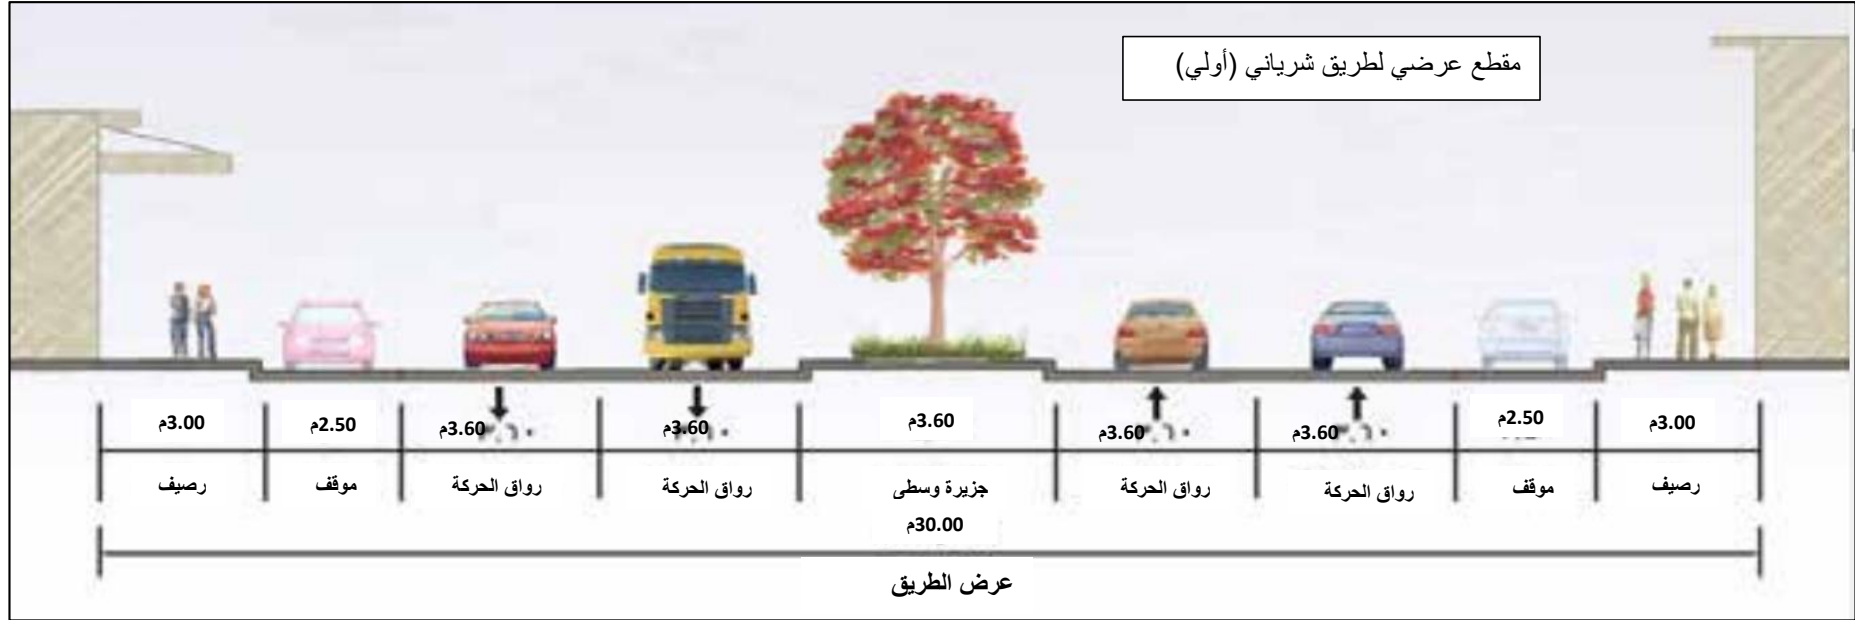 مقطع عرضي لطريق شرياني (أولي)
3.00م 2.50م 3.60م 3.60م 3.60م 3.60م 3.60م 2.50م 3.00م
رصيف موقف رواق الحركة رواق الحركة جزيرة وسطى رواق الحركة رواق الحركة موقف رصيف
30.00م
عرض الطريق